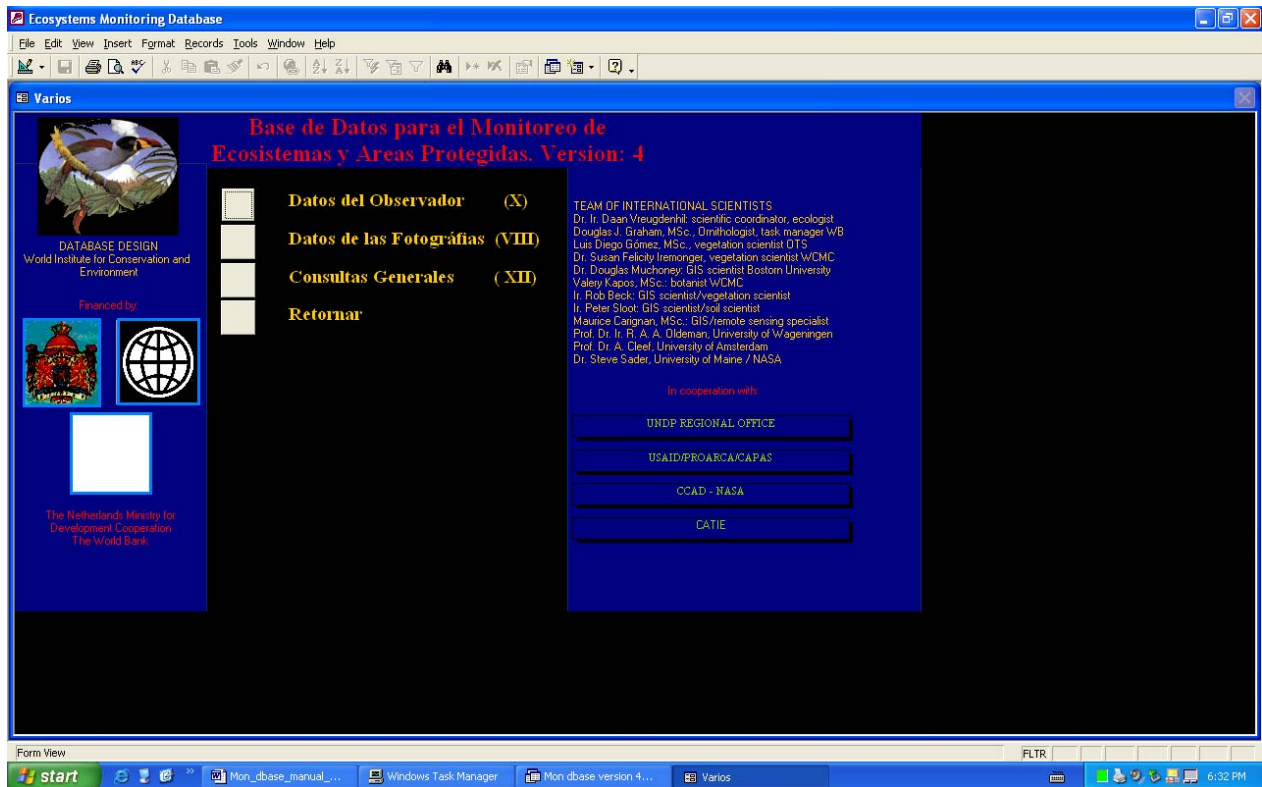 Ecosystems Monitoring Database
File Edit View Insert Format Records Tools Window Help
Varios
Base de Datos para el Monitoreo de
Ecosistemas y Areas Protegidas. Version: 4
DATABASE DESIGN
World Institute for Conservation and
Environment
Financed by:
The Netherlands Ministry for
Development Cooperation
The World Bank
Datos del Observador (X)
Datos de las Fotográfias (VIII)
Consultas Generales ( XII)
Retornar
TEAM OF INTERNATIONAL SCIENTISTS
Dr. Ir. Daan Vreugdenhil: scientific coordinator, ecologist
Douglas J. Graham, MSc., Ornithologist, task manager WB
Luis Diego Gómez, MSc., vegetation scientist OTS
Dr. Susan Felicity Iremonger, vegetation scientist WCMC
Dr. Douglas Muchoney: GIS scientist Bostorn University
Valery Kapos, MSc.: botanist WCMC
Ir. Rob Beck: GIS scientist/vegetation scientist
Ir. Peter Sloot: GIS scientist/soil scientist
Maurice Carignan, MSc.: GIS/remote sensing specialist
Prof. Dr. Ir. R. A. A. Oldeman, University of Wageningen
Prof. Dr. A. Cleef, University of Amsterdam
Dr. Steve Sader, University of Maine / NASA
In cooperation with:
UNDP REGIONAL OFFICE
USAID/PROARCA/CAPAS
CCAD - NASA
CATIE
Form View
FLTR
start
Mon_dbase_manual_...
Windows Task Manager
Mon dbase version 4...
Varios
6:32 PM